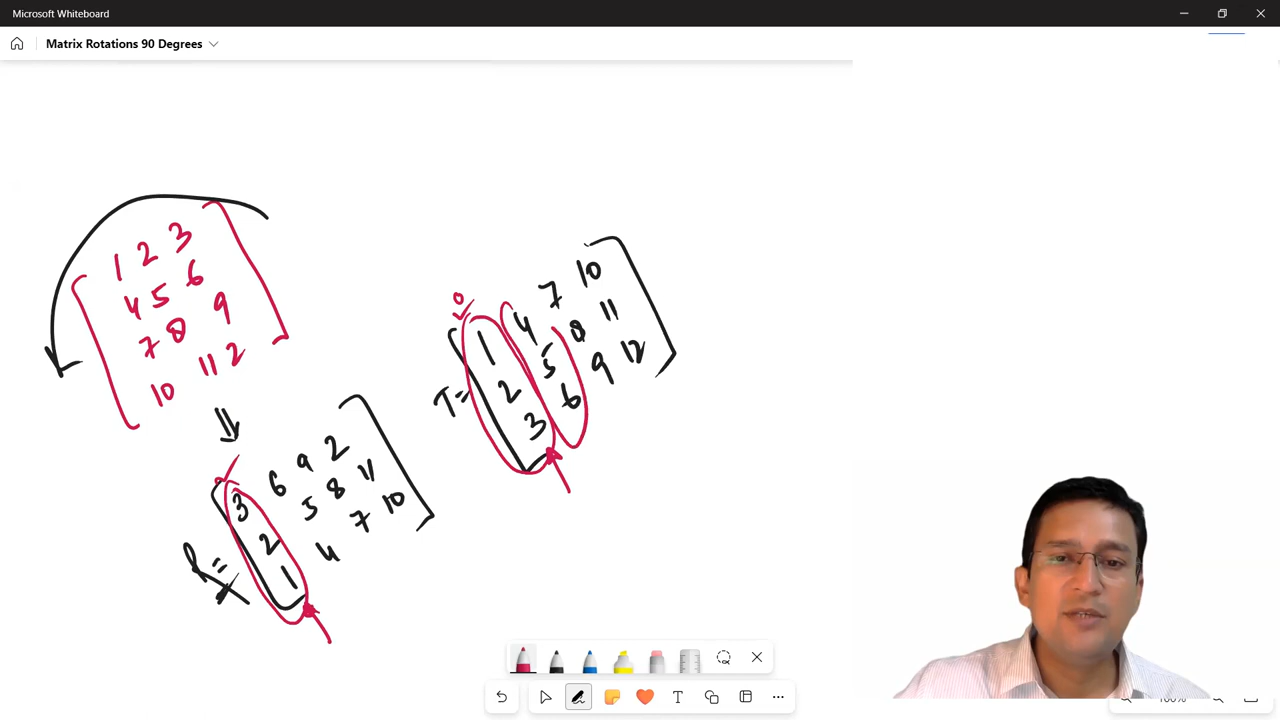 Microsoft Whiteboard
Matrix Rotations 90 Degrees
1 2 3
4 5 6
7 8 9
10 11 2
R=
3 6 9 2
2 5 8 11
1 4 7 10
0
T=
1 4 7 10
2 5 8 11
3 6 9 12
T